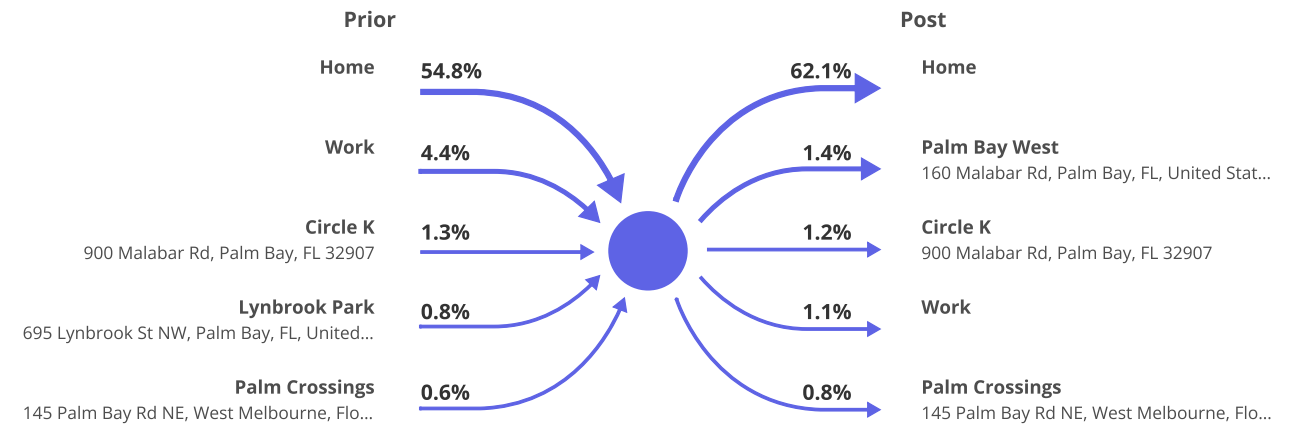 Prior
Post
Home
54.8%
62.1%
Home
Work
4.4%
1.4%
Palm Bay West
160 Malabar Rd, Palm Bay, FL, United Stat...
Circle K
900 Malabar Rd, Palm Bay, FL 32907
1.3%
1.2%
Circle K
900 Malabar Rd, Palm Bay, FL 32907
Lynbrook Park
695 Lynbrook St NW, Palm Bay, FL, United...
0.8%
1.1%
Work
Palm Crossings
145 Palm Bay Rd NE, West Melbourne, Flo...
0.6%
0.8%
Palm Crossings
145 Palm Bay Rd NE, West Melbourne, Flo...